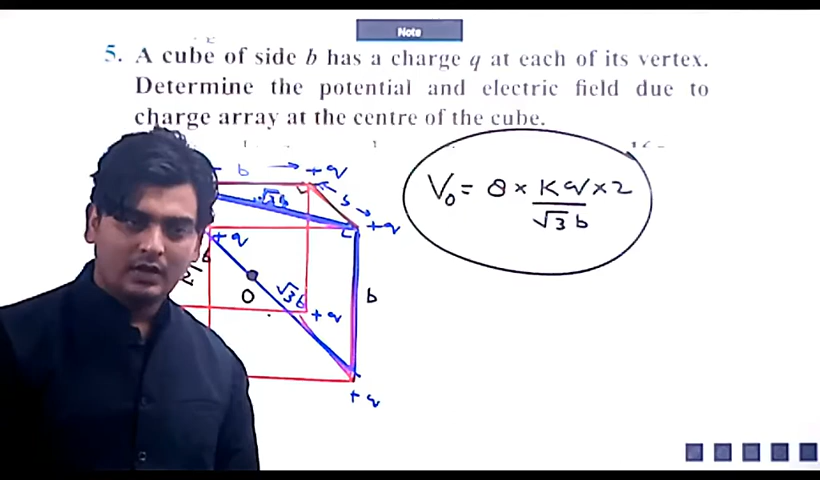 Note
5. A cube of side b has a charge q at each of its vertex.
Determine the potential and electric field due to
charge array at the centre of the cube.
b → +q
√3b
b
+q
+q
b
O
√3b
+q
+q
V₀ = 8 × Kq × 2
√3 b